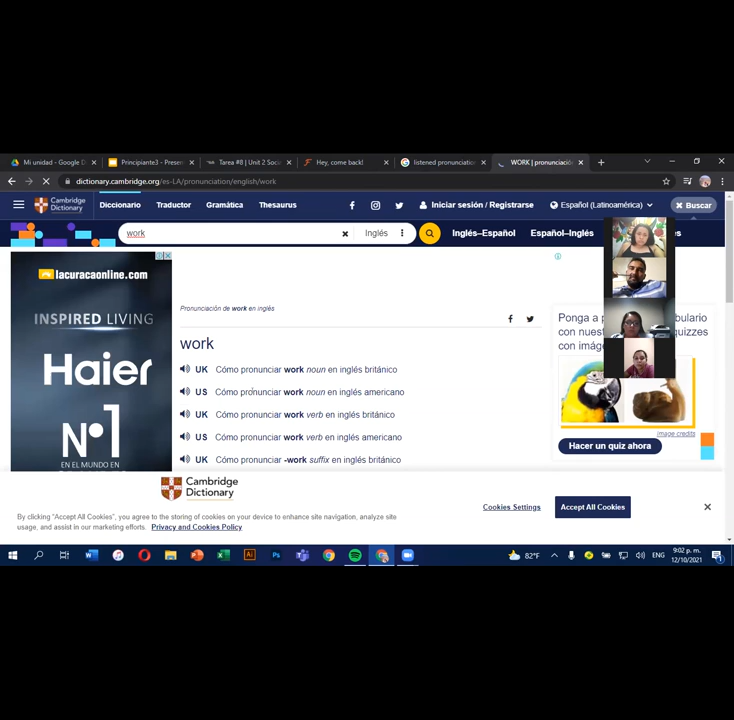 Mi unidad - Google D
Principiante3 - Presen
Tarea #8 | Unit 2 Soci
Hey, come back!
listened pronunciation
WORK | pronunciación
dictionary.cambridge.org/es-LA/pronunciation/english/work
Cambridge
Dictionary
Diccionario
Traductor
Gramática
Thesaurus
Iniciar sesión / Registrarse
Español (Latinoamérica)
Buscar
work
Inglés
Inglés–Español
Español–Inglés
es
lacuracaonline.com
INSPIRED LIVING
Haier
Nº1
EN EL MUNDO EN
Pronunciación de work en inglés
work
UK Cómo pronunciar work noun en inglés británico
US Cómo pronunciar work noun en inglés americano
UK Cómo pronunciar work verb en inglés británico
US Cómo pronunciar work verb en inglés americano
UK Cómo pronunciar -work suffix en inglés británico
Ponga a p bulario
con nuest quizzes
con imág
image credits
Hacer un quiz ahora
Cambridge
Dictionary
By clicking "Accept All Cookies", you agree to the storing of cookies on your device to enhance site navigation, analyze site
usage, and assist in our marketing efforts. Privacy and Cookies Policy
Cookies Settings
Accept All Cookies
82°F
ENG
9:02 p. m.
12/10/2021